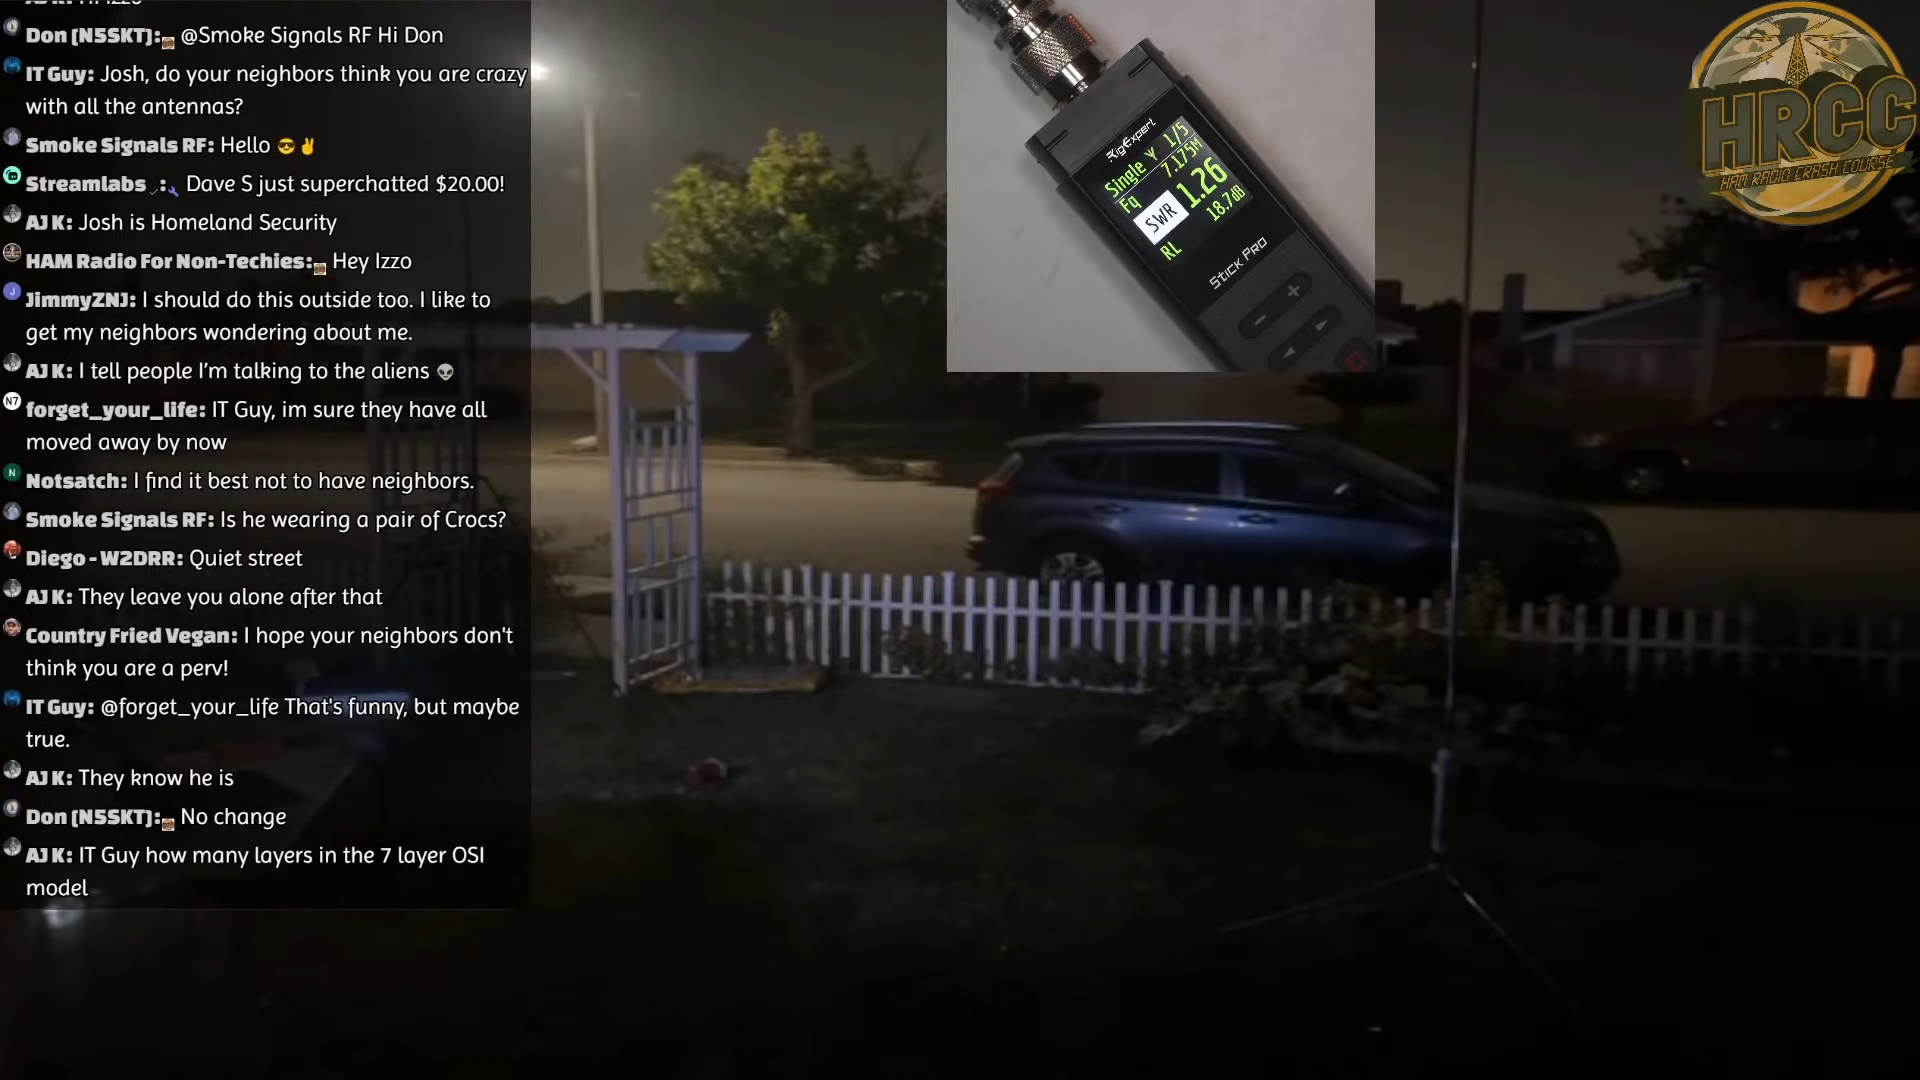 Don (N5SKT): @Smoke Signals RF Hi Don
IT Guy: Josh, do your neighbors think you are crazy
with all the antennas?
Smoke Signals RF: Hello 😎✌
Streamlabs : Dave S just superchatted $20.00!
AJ K: Josh is Homeland Security
HAM Radio For Non-Techies: Hey Izzo
JimmyZNJ: I should do this outside too. I like to
get my neighbors wondering about me.
AJ K: I tell people I’m talking to the aliens 👽
forget_your_life: IT Guy, im sure they have all
moved away by now
Notsatch: I find it best not to have neighbors.
Smoke Signals RF: Is he wearing a pair of Crocs?
Diego - W2DRR: Quiet street
AJ K: They leave you alone after that
Country Fried Vegan: I hope your neighbors don't
think you are a perv!
IT Guy: @forget_your_life That's funny, but maybe
true.
AJ K: They know he is
Don (N5SKT): No change
AJ K: IT Guy how many layers in the 7 layer OSI
model
N7
J
N
RigExpert
Single 1/5
Fq 7.175M
SWR 1.26
RL 18.7dB
Stick Pro
HRCC
HAM RADIO CRASH COURSE